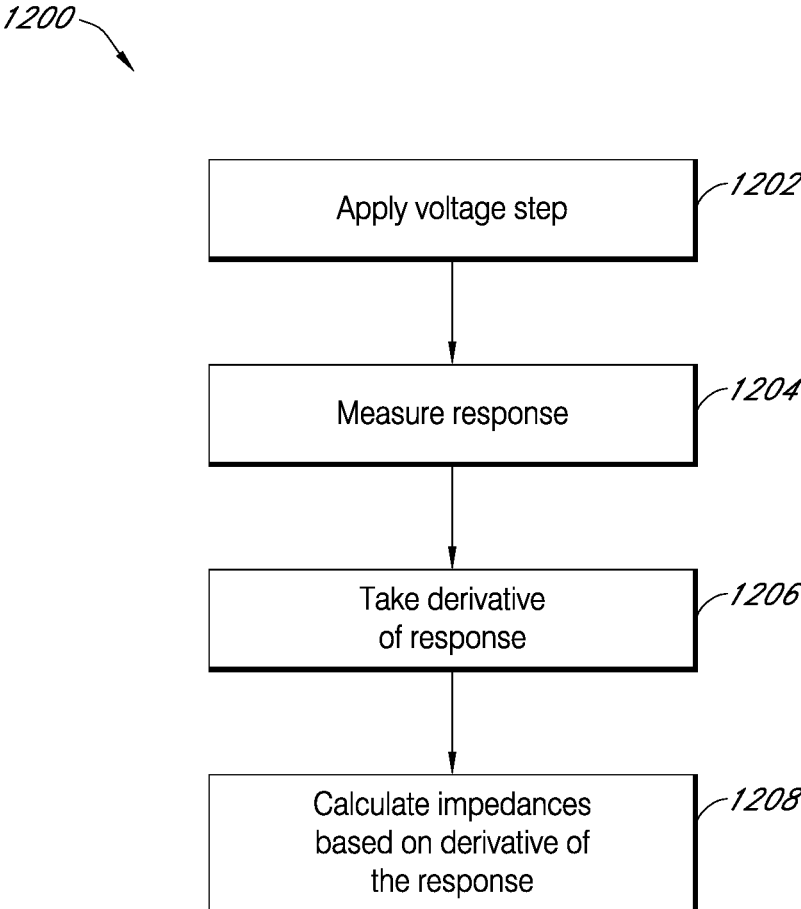 1200
Apply voltage step
1202
Measure response
1204
Take derivative
of response
1206
Calculate impedances
based on derivative of
the response
1208